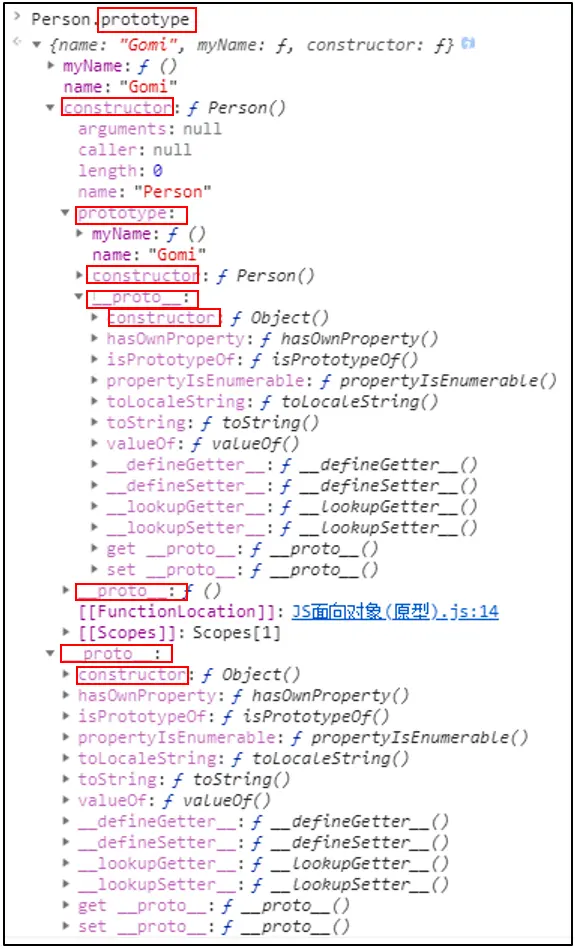 > Person.prototype
{name: "Gomi", myName: ƒ, constructor: ƒ}
myName: ƒ ()
name: "Gomi"
constructor: ƒ Person()
arguments: null
caller: null
length: 0
name: "Person"
prototype:
myName: ƒ ()
name: "Gomi"
constructor: ƒ Person()
__proto__:
constructor: ƒ Object()
hasOwnProperty: ƒ hasOwnProperty()
isPrototypeOf: ƒ isPrototypeOf()
propertyIsEnumerable: ƒ propertyIsEnumerable()
toLocaleString: ƒ toLocaleString()
toString: ƒ toString()
valueOf: ƒ valueOf()
__defineGetter__: ƒ __defineGetter__()
__defineSetter__: ƒ __defineSetter__()
__lookupGetter__: ƒ __lookupGetter__()
__lookupSetter__: ƒ __lookupSetter__()
get __proto__: ƒ __proto__()
set __proto__: ƒ __proto__()
__proto__: ƒ ()
[[FunctionLocation]]: JS面向对象(原型).js:14
[[Scopes]]: Scopes[1]
__proto__:
constructor: ƒ Object()
hasOwnProperty: ƒ hasOwnProperty()
isPrototypeOf: ƒ isPrototypeOf()
propertyIsEnumerable: ƒ propertyIsEnumerable()
toLocaleString: ƒ toLocaleString()
toString: ƒ toString()
valueOf: ƒ valueOf()
__defineGetter__: ƒ __defineGetter__()
__defineSetter__: ƒ __defineSetter__()
__lookupGetter__: ƒ __lookupGetter__()
__lookupSetter__: ƒ __lookupSetter__()
get __proto__: ƒ __proto__()
set __proto__: ƒ __proto__()